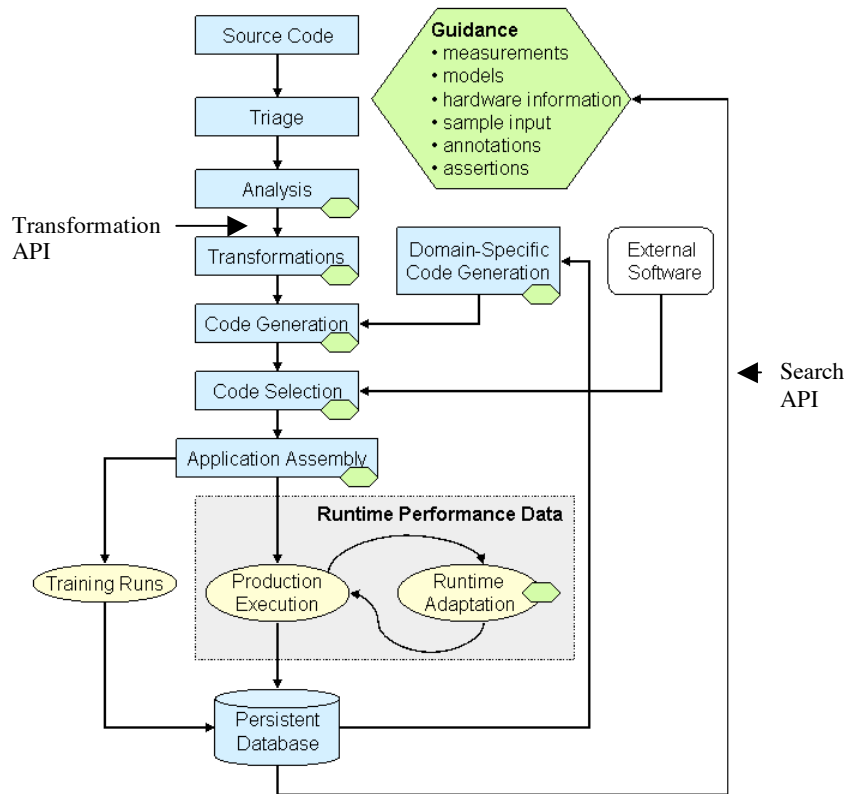 Source Code
Guidance
• measurements
• models
• hardware information
• sample input
• annotations
• assertions
Triage
Analysis
Transformation
API
Transformations
Domain-Specific
Code Generation
External
Software
Code Generation
Search
API
Code Selection
Application Assembly
Runtime Performance Data
Training Runs
Production
Execution
Runtime
Adaptation
Persistent
Database